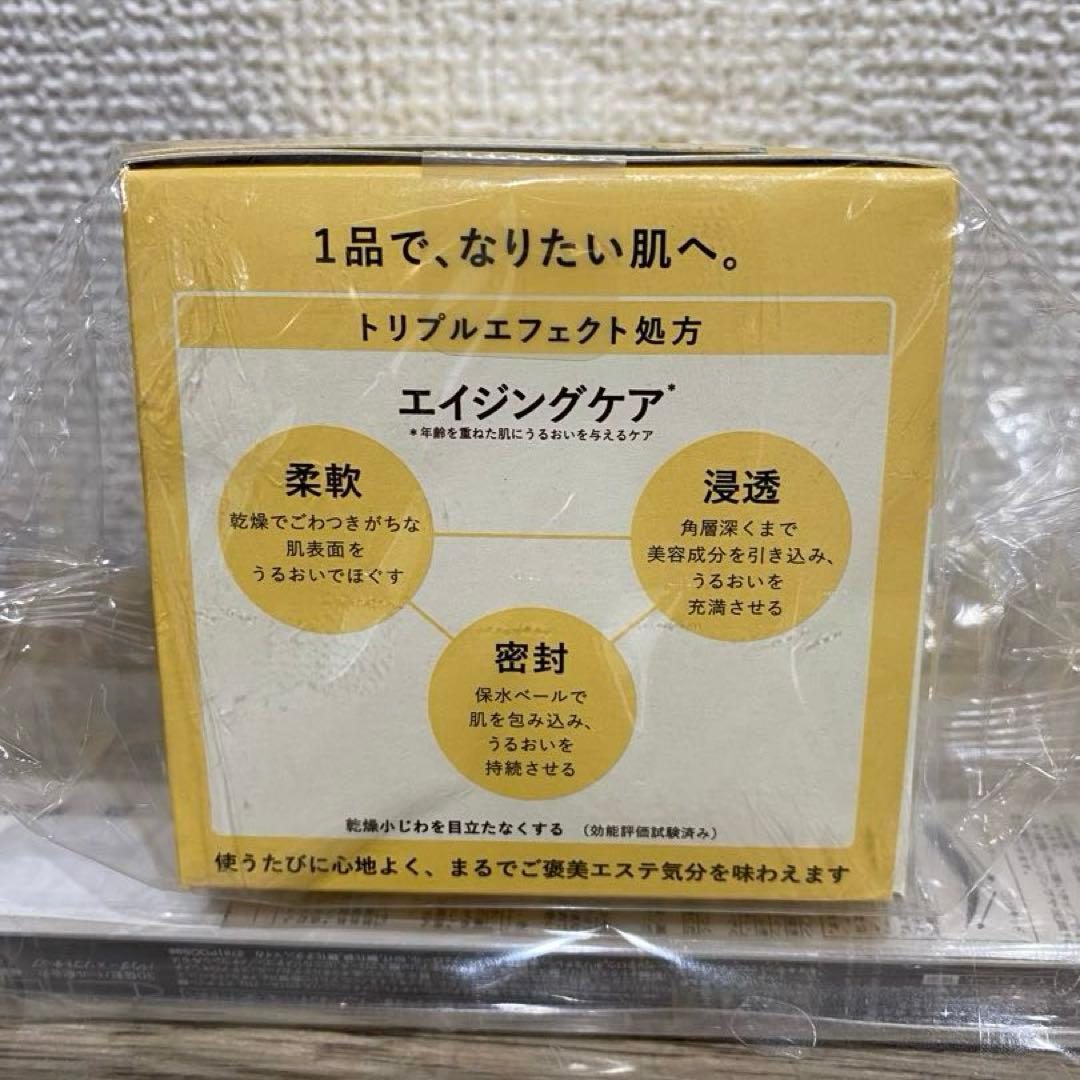 1品で、なりたい肌へ。
トリプルエフェクト処方
エイジングケア*
*年齢を重ねた肌にうるおいを与えるケア
柔軟
乾燥でごわつきがちな
肌表面を
うるおいでほぐす
浸透
角層深くまで
美容成分を引き込み、
うるおいを
充満させる
密封
保水ベールで
肌を包み込み、
うるおいを
持続させる
乾燥小じわを目立たなくする (効能評価試験済み)
使うたびに心地よく、まるでご褒美エステ気分を味わえます